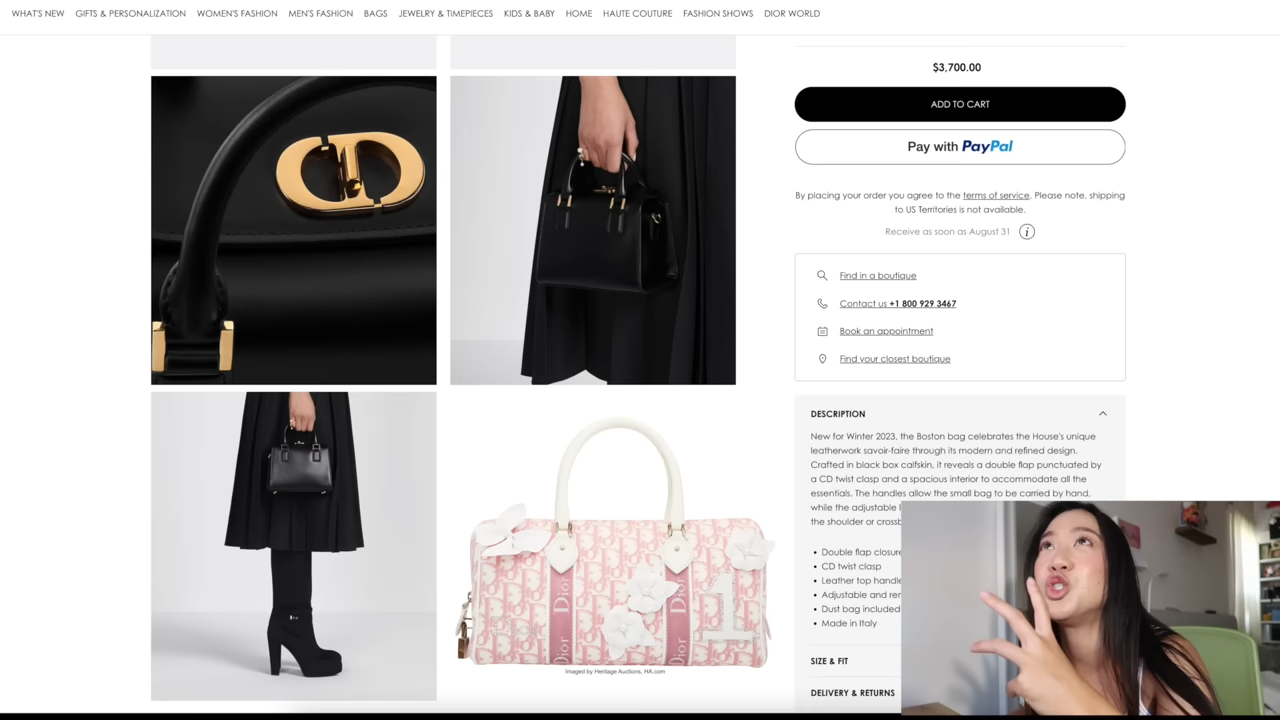 WHAT'S NEW GIFTS & PERSONALIZATION WOMEN'S FASHION MEN'S FASHION BAGS JEWELRY & TIMEPIECES KIDS & BABY HOME HAUTE COUTURE FASHION SHOWS DIOR WORLD
$3,700.00
ADD TO CART
Pay with PayPal
By placing your order you agree to the terms of service. Please note, shipping
to US Territories is not available.
Receive as soon as August 31
Find in a boutique
Contact us +1 800 929 3467
Book an appointment
Find your closest boutique
DESCRIPTION
New for Winter 2023, the Boston bag celebrates the House's unique
leatherwork savoir-faire through its modern and refined design.
Crafted in black box calfskin, it reveals a double flap punctuated by
a CD twist clasp and a spacious interior to accommodate all the
essentials. The handles allow the small bag to be carried by hand,
while the adjustable
the shoulder or
Double flap closure
CD twist clasp
Leather top handle
Adjustable and
Dust bag included
Made in Italy
SIZE & FIT
DELIVERY & RETURNS
CD
Dior Dior
Dior Dior
1
Imaged by Heritage Auctions, HA.com